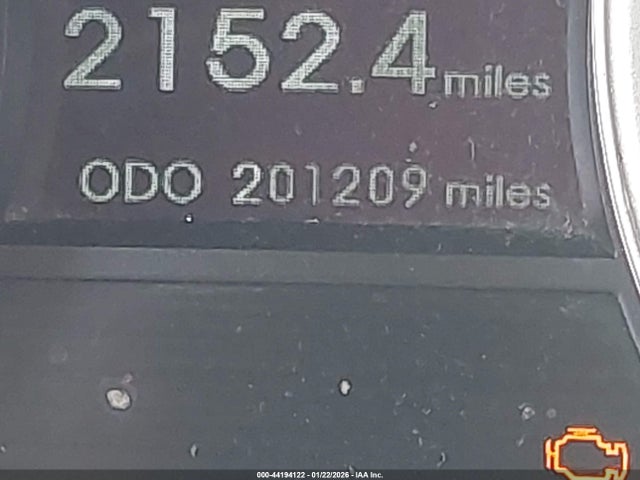 2152.4 miles
ODO 201209 miles
000-44194122 - 01/22/2026 - IAA Inc.